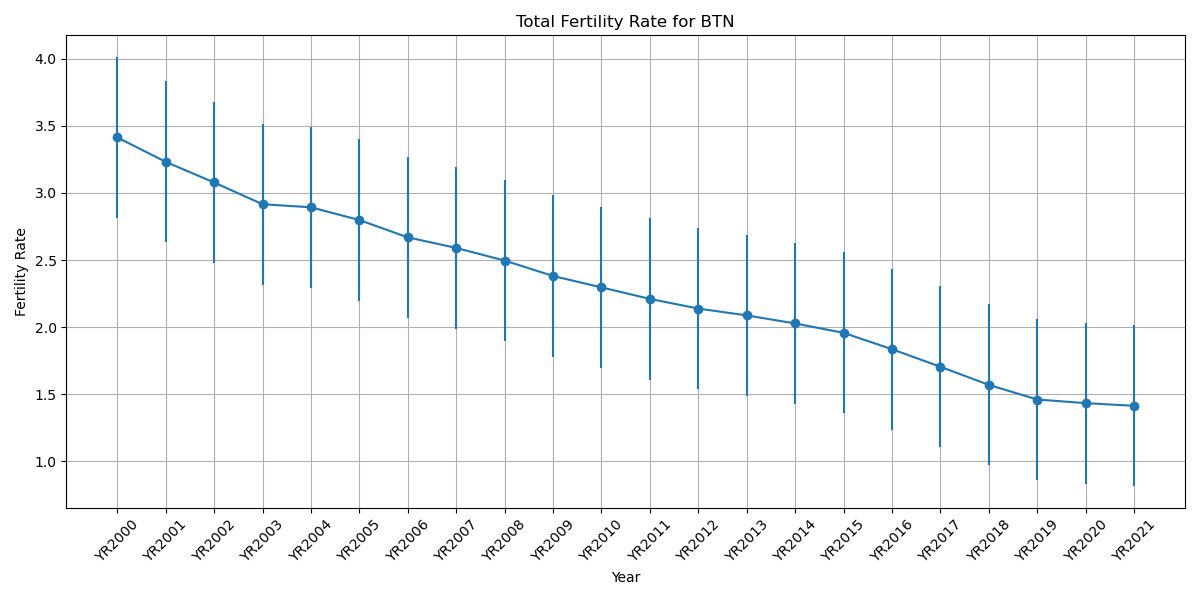 Total Fertility Rate for BTN
Fertility Rate
4.0
3.5
3.0
2.5
2.0
1.5
1.0
YR2000
YR2001
YR2002
YR2003
YR2004
YR2005
YR2006
YR2007
YR2008
YR2009
YR2010
YR2011
YR2012
YR2013
YR2014
YR2015
YR2016
YR2017
YR2018
YR2019
YR2020
YR2021
Year